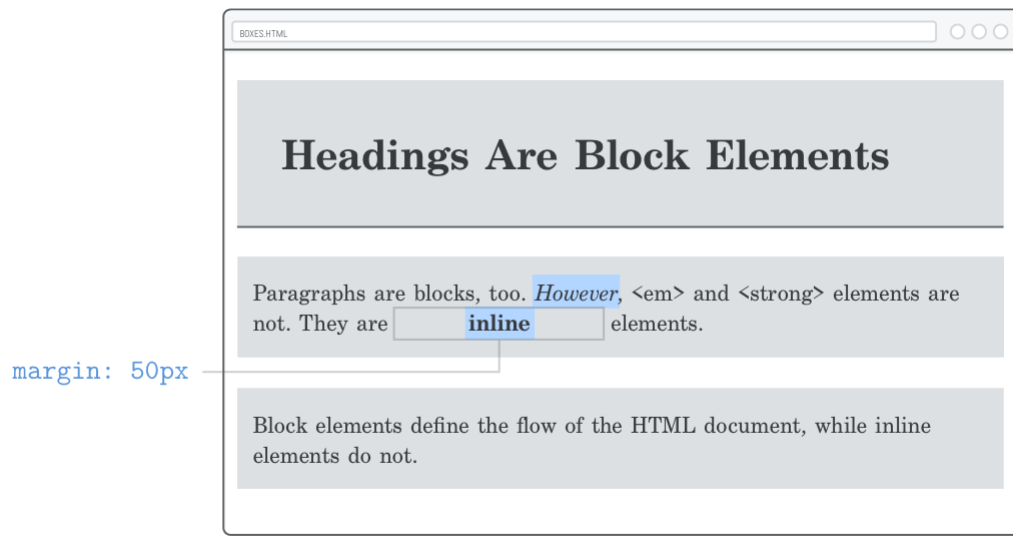 BOXES.HTML
Headings Are Block Elements
Paragraphs are blocks, too. However, <em> and <strong> elements are
not. They are inline elements.
margin: 50px
Block elements define the flow of the HTML document, while inline
elements do not.